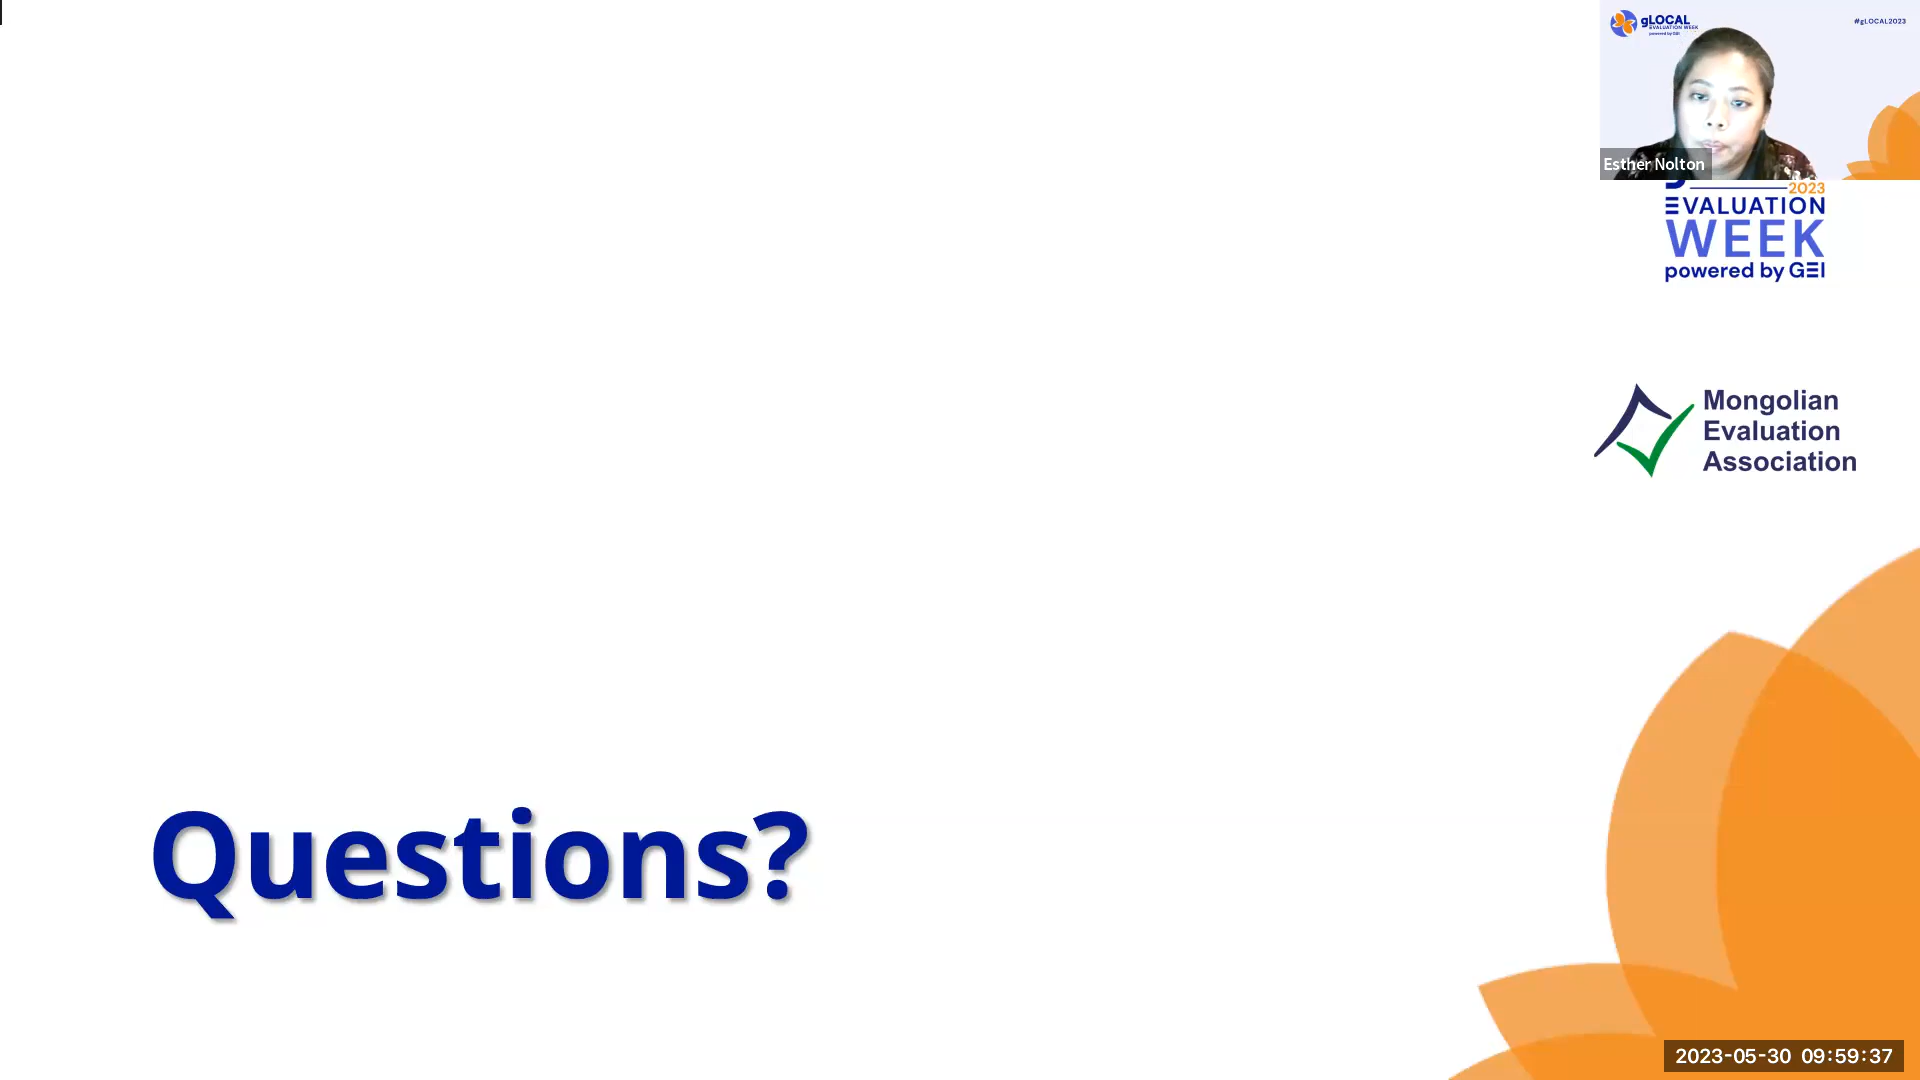 gLOCAL
EVALUATION WEEK
powered by GEI
#gLOCAL2023
Esther Nolton
2023
EVALUATION
WEEK
powered by GEI
Mongolian
Evaluation
Association
Questions?
2023-05-30 09:59:37